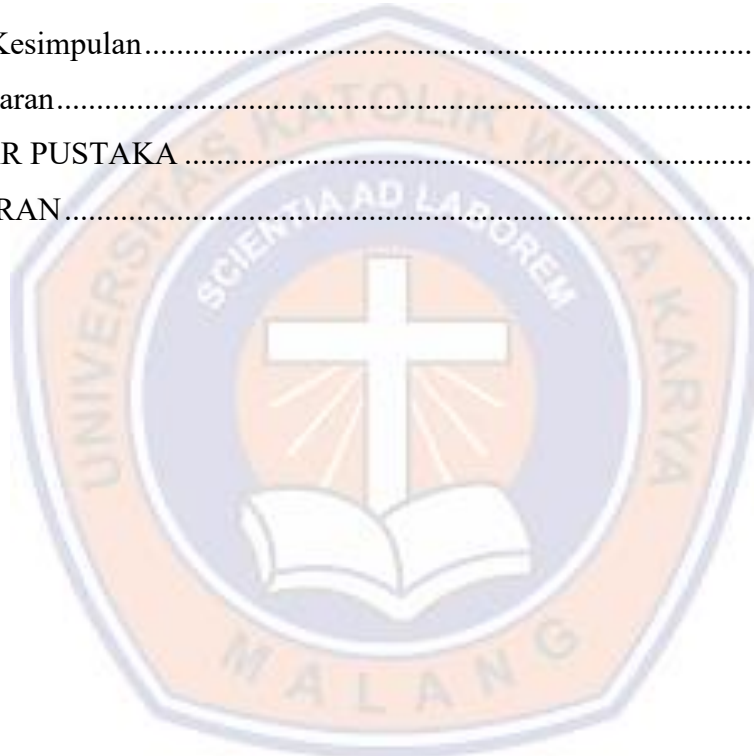 Kesimpulan
aran
R PUSTAKA
RAN
UNIVERSITAS KATOLIK WIDYA KARYA
SCIENTIA AD LABOREM
MALANG